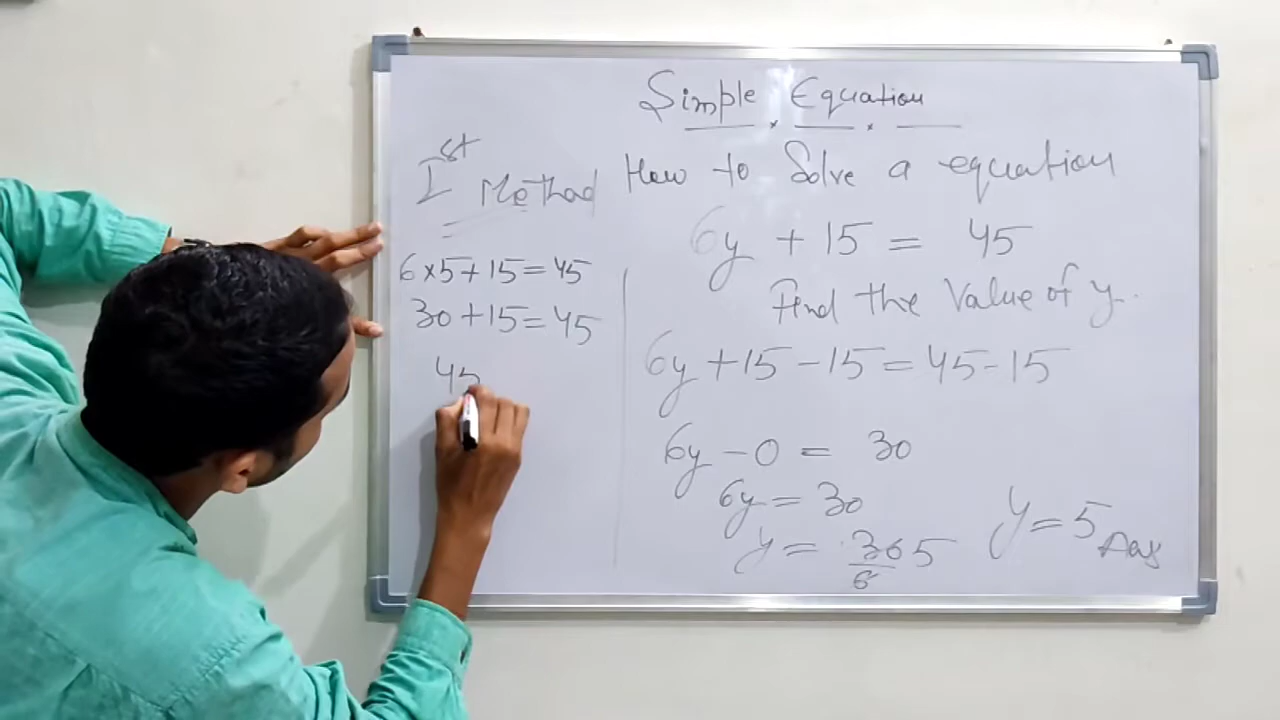 Simple Equation
Ist Method
How to Solve a equation
6y + 15 = 45
Find the Value of y.
6y + 15 - 15 = 45 - 15
6y - 0 = 30
6y = 30
y = 30/6 5
y = 5 Ans
6×5+15=45
30+15=45
45